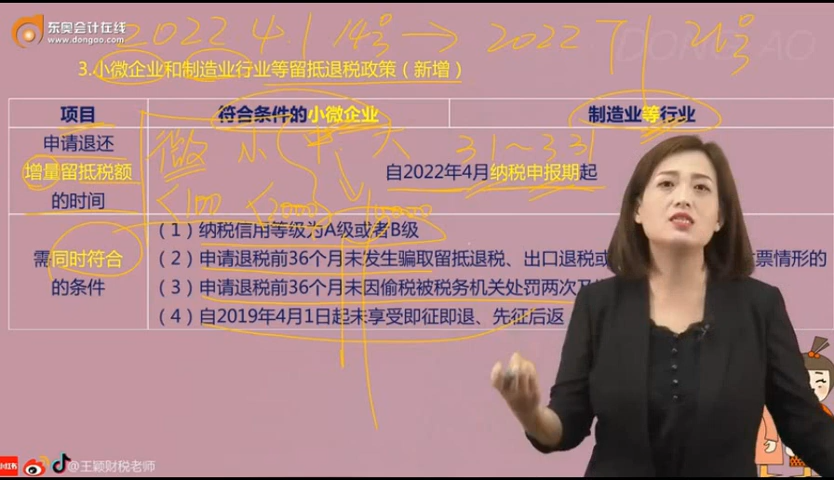 东奥会计在线
www.dongao.com
DONGAO
2022 4 14号 → 2022 7 21号
3.小微企业和制造业行业等留抵退税政策（新增）
项目 符合条件的小微企业 制造业等行业
申请退还
增量留抵税额
的时间
微 小 中 大 31～331
自2022年4月纳税申报期起
<100 <2000
需同时符合
的条件
（1）纳税信用等级为A级或者B级
（2）申请退税前36个月未发生骗取留抵退税、出口退税或 票情形的
（3）申请退税前36个月未因偷税被税务机关处罚两次及
（4）自2019年4月1日起未享受即征即退、先征后返
小红书
@王颖财税老师